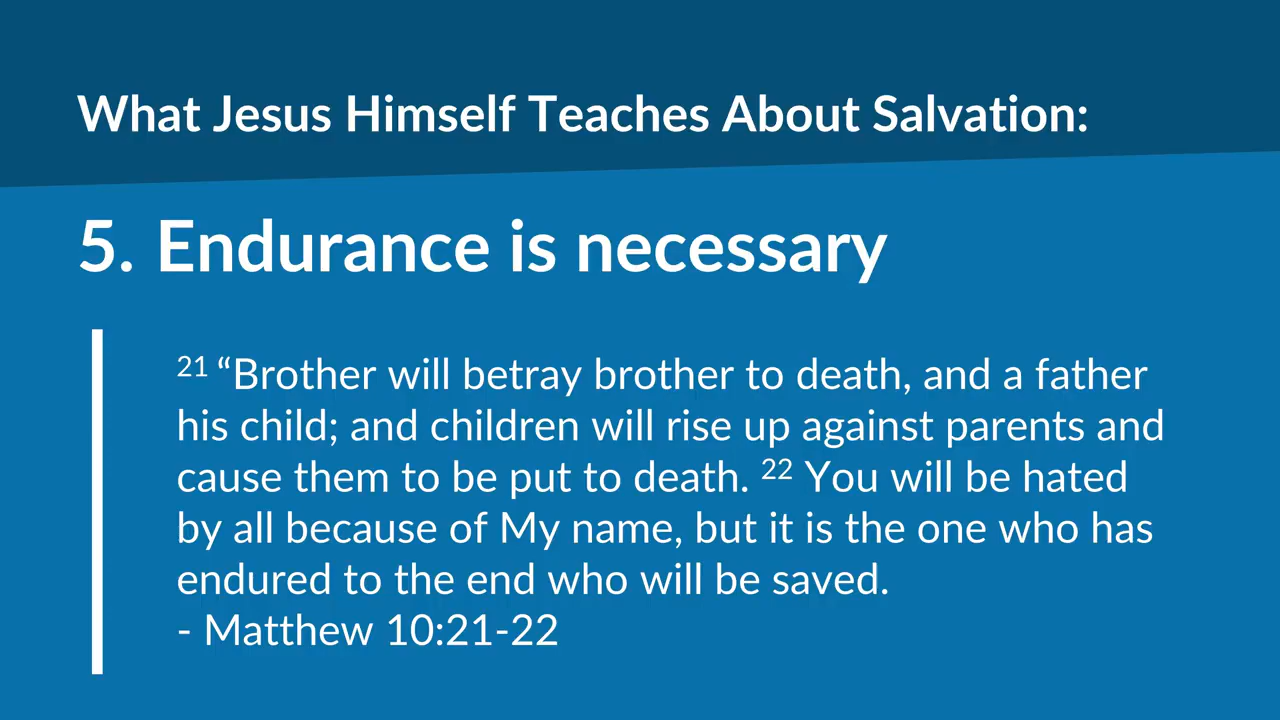 What Jesus Himself Teaches About Salvation:
5. Endurance is necessary
21 “Brother will betray brother to death, and a father
his child; and children will rise up against parents and
cause them to be put to death. 22 You will be hated
by all because of My name, but it is the one who has
endured to the end who will be saved.
- Matthew 10:21-22